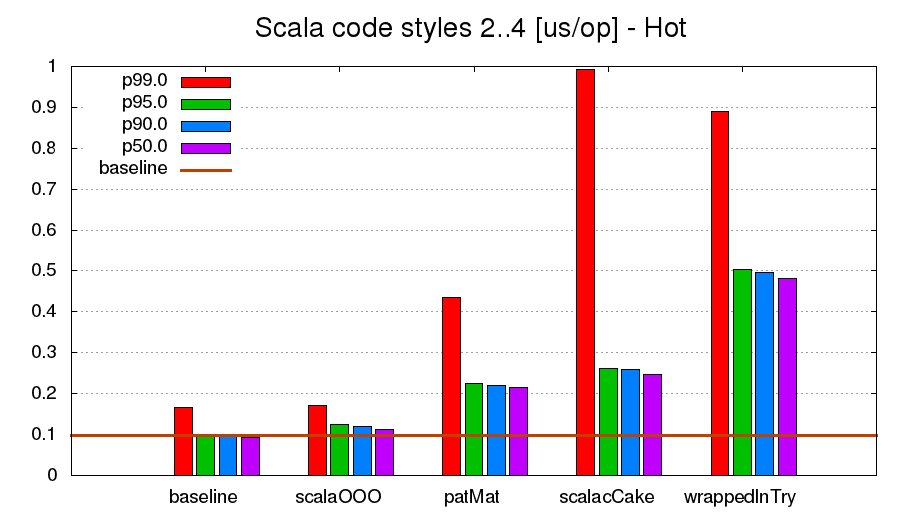 Scala code styles 2..4 [us/op] - Hot
1
0.9
0.8
0.7
0.6
0.5
0.4
0.3
0.2
0.1
0
p99.0
p95.0
p90.0
p50.0
baseline
baseline scalaOOO patMat scalacCake wrappedInTry